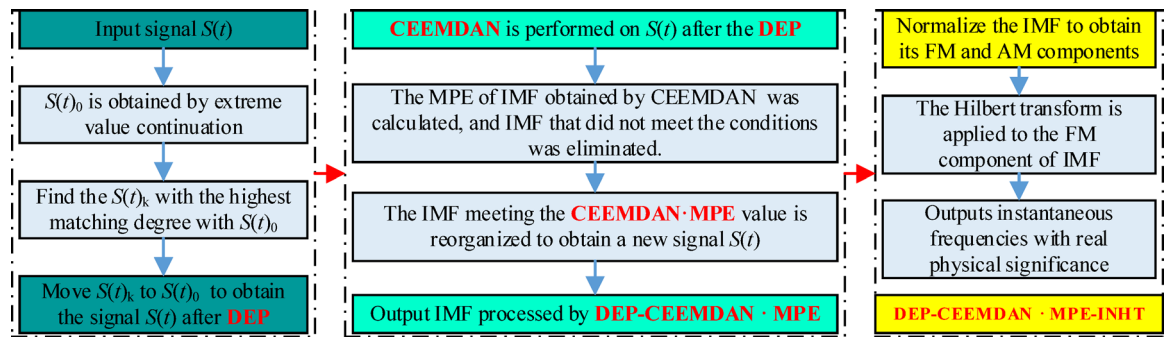 Input signal S(t)
S(t)₀ is obtained by extreme
value continuation
Find the S(t)ₖ with the highest
matching degree with S(t)₀
Move S(t)ₖ to S(t)₀ to obtain
the signal S(t) after DEP
CEEMDAN is performed on S(t) after the DEP
The MPE of IMF obtained by CEEMDAN was
calculated, and IMF that did not meet the conditions
was eliminated.
The IMF meeting the CEEMDAN·MPE value is
reorganized to obtain a new signal S(t)
Output IMF processed by DEP-CEEMDAN · MPE
Normalize the IMF to obtain
its FM and AM components
The Hilbert transform is
applied to the FM
component of IMF
Outputs instantaneous
frequencies with real
physical significance
DEP-CEEMDAN · MPE-INHT